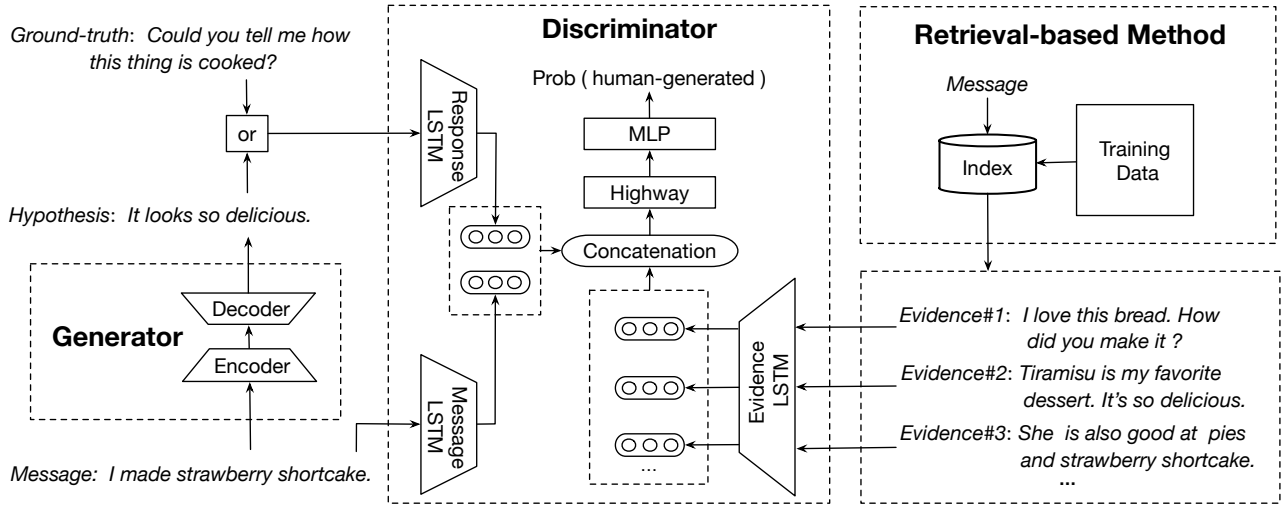 Ground-truth: Could you tell me how
this thing is cooked?
or
Hypothesis: It looks so delicious.
Generator
Decoder
Encoder
Message: I made strawberry shortcake.
Discriminator
Prob ( human-generated )
MLP
Highway
Concatenation
Response
LSTM
Message
LSTM
Evidence
LSTM
...
Retrieval-based Method
Message
Index
Training
Data
Evidence#1: I love this bread. How
did you make it ?
Evidence#2: Tiramisu is my favorite
dessert. It's so delicious.
Evidence#3: She is also good at pies
and strawberry shortcake.
...